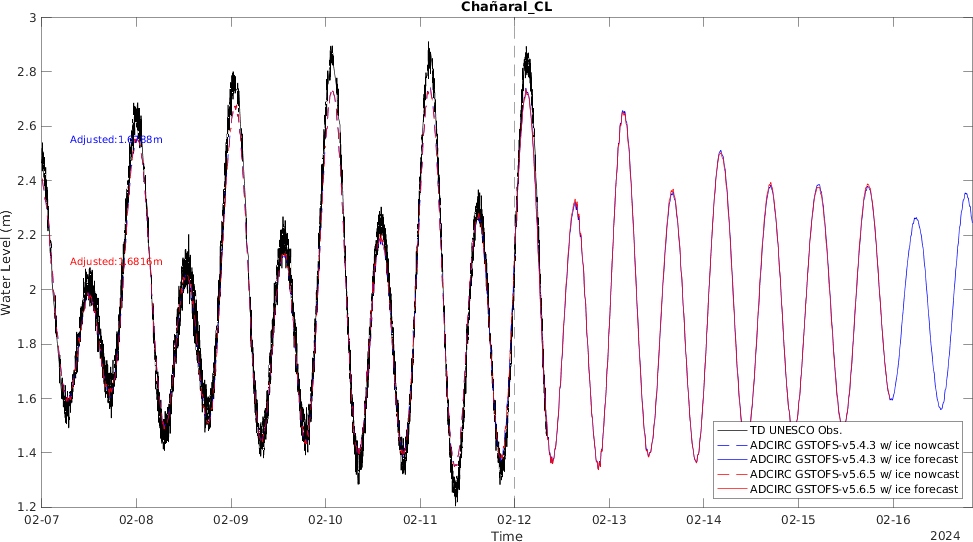 Chañaral_CL
3
2.8
2.6
2.4
2.2
2
1.8
1.6
1.4
1.2
Water Level (m)
Adjusted:1.6788m
Adjusted:1.6816m
TD UNESCO Obs.
ADCIRC GSTOFS-v5.4.3 w/ ice nowcast
ADCIRC GSTOFS-v5.4.3 w/ ice forecast
ADCIRC GSTOFS-v5.6.5 w/ ice nowcast
ADCIRC GSTOFS-v5.6.5 w/ ice forecast
02-07 02-08 02-09 02-10 02-11 02-12 02-13 02-14 02-15 02-16
Time
2024